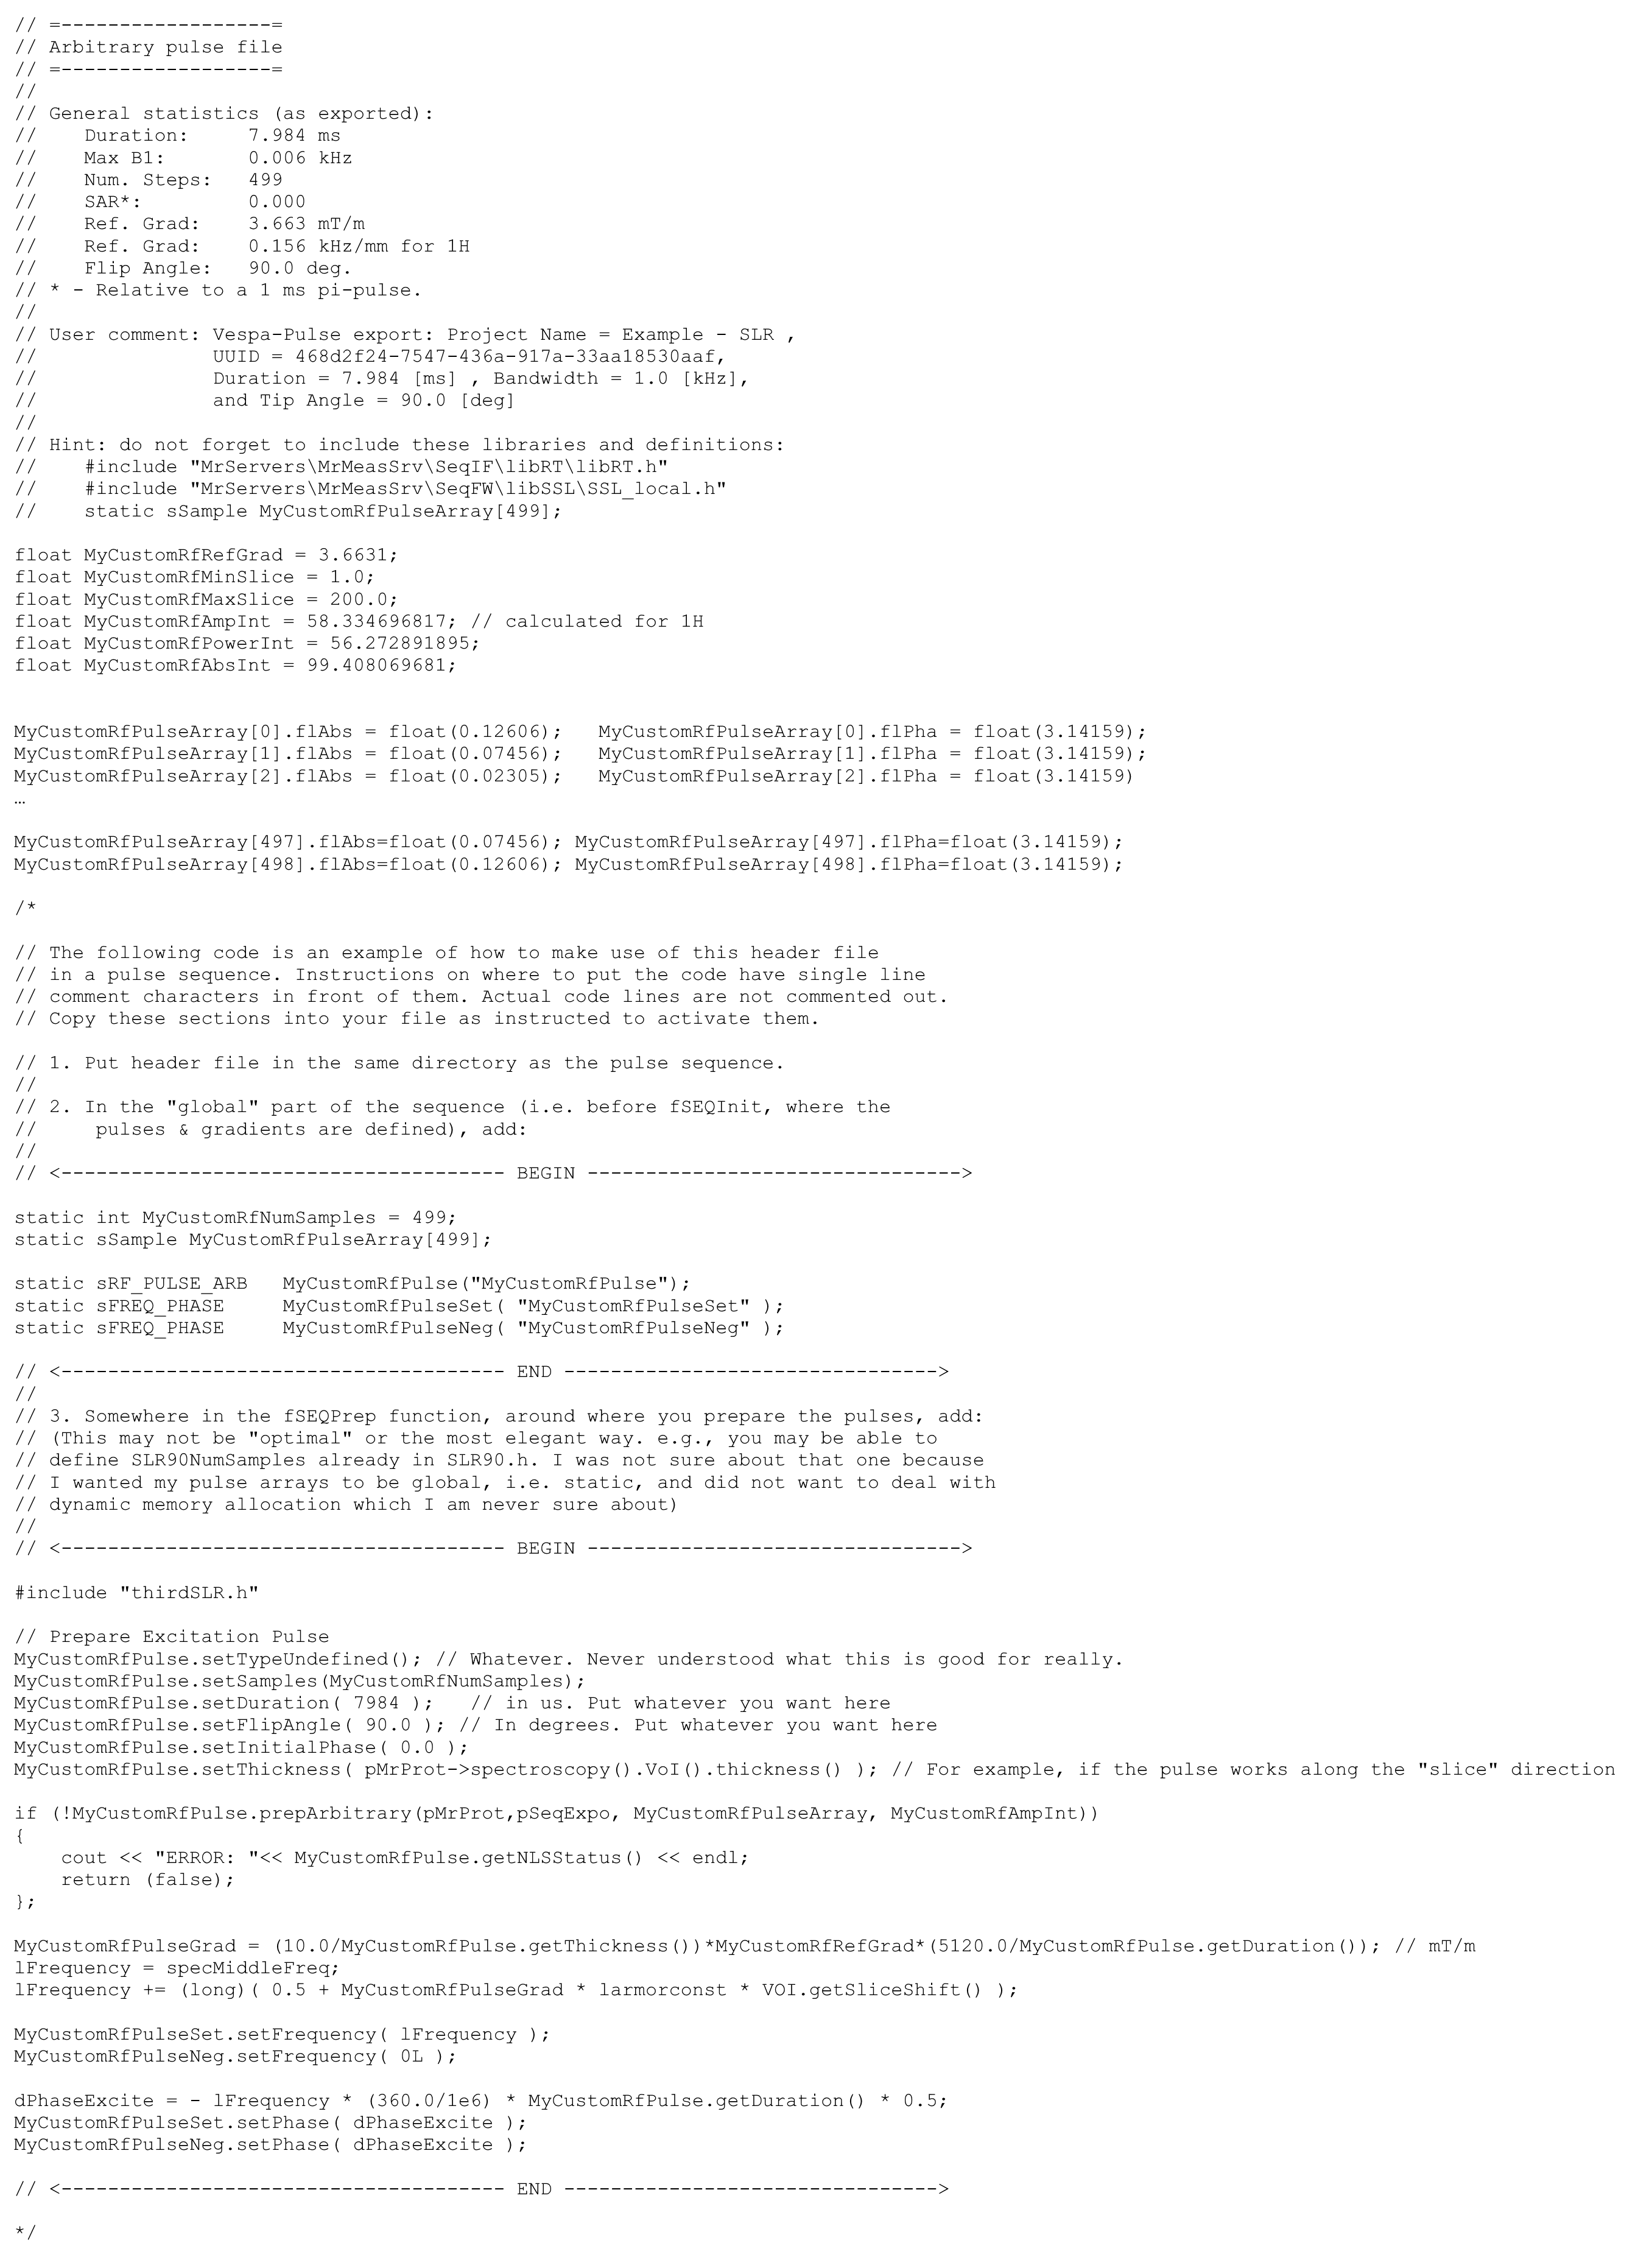 // =------------------=
// Arbitrary pulse file
// =------------------=
//
// General statistics (as exported):
//    Duration:     7.984 ms
//    Max B1:       0.006 kHz
//    Num. Steps:   499
//    SAR*:         0.000
//    Ref. Grad:    3.663 mT/m
//    Ref. Grad:    0.156 kHz/mm for 1H
//    Flip Angle:   90.0 deg.
// * - Relative to a 1 ms pi-pulse.
//
// User comment: Vespa-Pulse export: Project Name = Example - SLR ,
//               UUID = 468d2f24-7547-436a-917a-33aa18530aaf,
//               Duration = 7.984 [ms] , Bandwidth = 1.0 [kHz],
//               and Tip Angle = 90.0 [deg]
//
// Hint: do not forget to include these libraries and definitions:
//    #include "MrServers\MrMeasSrv\SeqIF\libRT\libRT.h"
//    #include "MrServers\MrMeasSrv\SeqFW\libSSL\SSL_local.h"
//    static sSample MyCustomRfPulseArray[499];

float MyCustomRfRefGrad = 3.6631;
float MyCustomRfMinSlice = 1.0;
float MyCustomRfMaxSlice = 200.0;
float MyCustomRfAmpInt = 58.334696817; // calculated for 1H
float MyCustomRfPowerInt = 56.272891895;
float MyCustomRfAbsInt = 99.408069681;

MyCustomRfPulseArray[0].flAbs = float(0.12606);   MyCustomRfPulseArray[0].flPha = float(3.14159);
MyCustomRfPulseArray[1].flAbs = float(0.07456);   MyCustomRfPulseArray[1].flPha = float(3.14159);
MyCustomRfPulseArray[2].flAbs = float(0.02305);   MyCustomRfPulseArray[2].flPha = float(3.14159)
…

MyCustomRfPulseArray[497].flAbs=float(0.07456); MyCustomRfPulseArray[497].flPha=float(3.14159);
MyCustomRfPulseArray[498].flAbs=float(0.12606); MyCustomRfPulseArray[498].flPha=float(3.14159);

/*

// The following code is an example of how to make use of this header file
// in a pulse sequence. Instructions on where to put the code have single line
// comment characters in front of them. Actual code lines are not commented out.
// Copy these sections into your file as instructed to activate them.

// 1. Put header file in the same directory as the pulse sequence.
//
// 2. In the "global" part of the sequence (i.e. before fSEQInit, where the
//     pulses & gradients are defined), add:
//
// <-------------------------------------- BEGIN -------------------------------->

static int MyCustomRfNumSamples = 499;
static sSample MyCustomRfPulseArray[499];

static sRF_PULSE_ARB   MyCustomRfPulse("MyCustomRfPulse");
static sFREQ_PHASE     MyCustomRfPulseSet( "MyCustomRfPulseSet" );
static sFREQ_PHASE     MyCustomRfPulseNeg( "MyCustomRfPulseNeg" );

// <-------------------------------------- END -------------------------------->
//
// 3. Somewhere in the fSEQPrep function, around where you prepare the pulses, add:
// (This may not be "optimal" or the most elegant way. e.g., you may be able to
// define SLR90NumSamples already in SLR90.h. I was not sure about that one because
// I wanted my pulse arrays to be global, i.e. static, and did not want to deal with
// dynamic memory allocation which I am never sure about)
//
// <-------------------------------------- BEGIN -------------------------------->

#include "thirdSLR.h"

// Prepare Excitation Pulse
MyCustomRfPulse.setTypeUndefined(); // Whatever. Never understood what this is good for really.
MyCustomRfPulse.setSamples(MyCustomRfNumSamples);
MyCustomRfPulse.setDuration( 7984 );   // in us. Put whatever you want here
MyCustomRfPulse.setFlipAngle( 90.0 ); // In degrees. Put whatever you want here
MyCustomRfPulse.setInitialPhase( 0.0 );
MyCustomRfPulse.setThickness( pMrProt->spectroscopy().VoI().thickness() ); // For example, if the pulse works along the "slice" direction

if (!MyCustomRfPulse.prepArbitrary(pMrProt,pSeqExpo, MyCustomRfPulseArray, MyCustomRfAmpInt))
{
    cout << "ERROR: "<< MyCustomRfPulse.getNLSStatus() << endl;
    return (false);
};

MyCustomRfPulseGrad = (10.0/MyCustomRfPulse.getThickness())*MyCustomRfRefGrad*(5120.0/MyCustomRfPulse.getDuration()); // mT/m
lFrequency = specMiddleFreq;
lFrequency += (long)( 0.5 + MyCustomRfPulseGrad * larmorconst * VOI.getSliceShift() );

MyCustomRfPulseSet.setFrequency( lFrequency );
MyCustomRfPulseNeg.setFrequency( 0L );

dPhaseExcite = - lFrequency * (360.0/1e6) * MyCustomRfPulse.getDuration() * 0.5;
MyCustomRfPulseSet.setPhase( dPhaseExcite );
MyCustomRfPulseNeg.setPhase( dPhaseExcite );

// <-------------------------------------- END -------------------------------->

*/